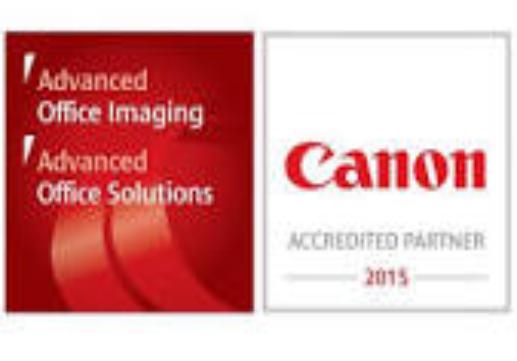 Advanced
Office Imaging
Advanced
Office Solutions
Canon
ACCREDITED PARTNER
2015